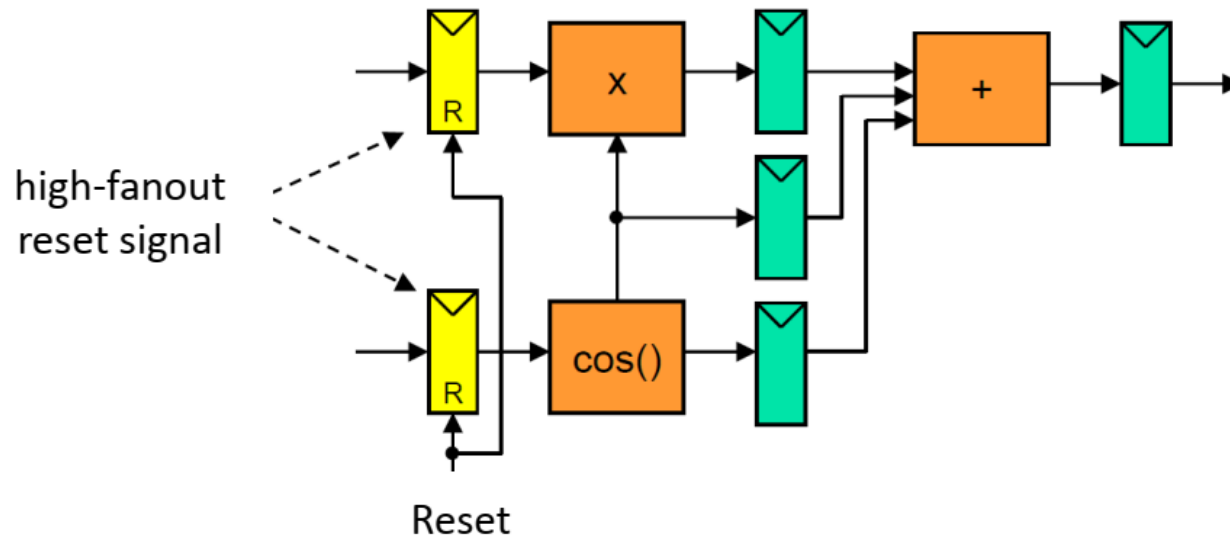 R
x
+
high-fanout
reset signal
R
cos()
Reset